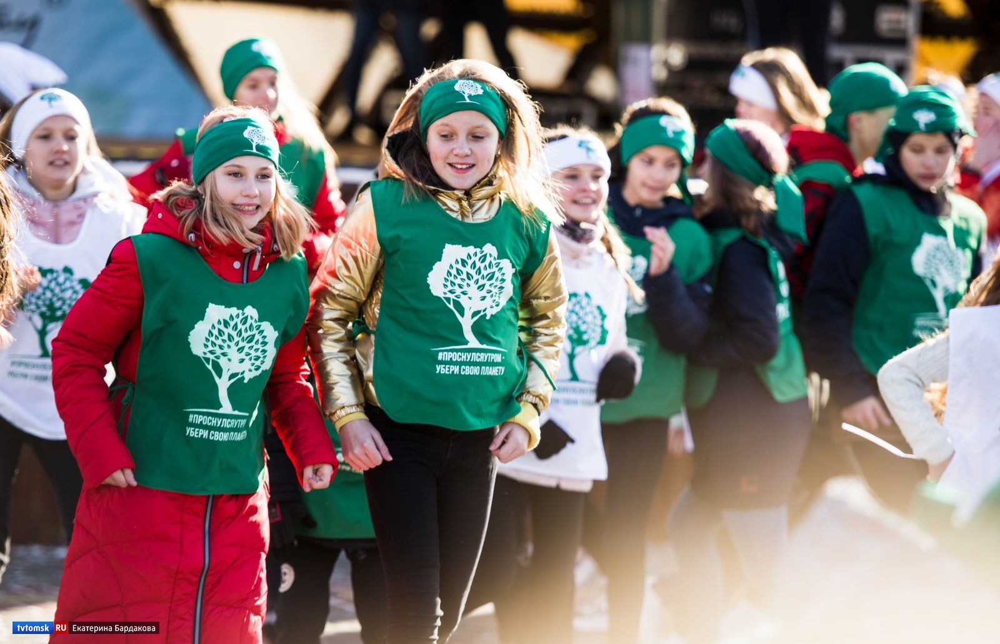 #ПРОСНУЛСЯУТРОМ -
УБЕРИ СВОЮ ПЛАНЕТУ
#ПРОСНУЛСЯУТРОМ
УБЕРИ СВОЮ ПЛАНЕТУ
tvtomsk RU Екатерина Бардакова